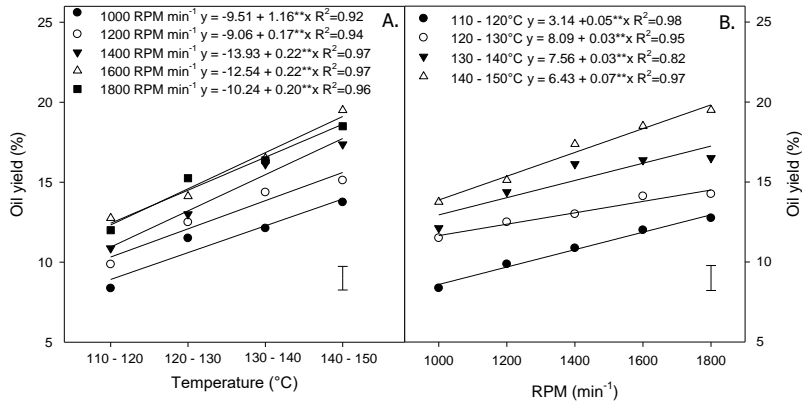 1000 RPM min⁻¹ y = -9.51 + 1.16**x R²=0.92
1200 RPM min⁻¹ y = -9.06 + 0.17**x R²=0.94
1400 RPM min⁻¹ y= -13.93 + 0.22**x R²=0.97
1600 RPM min⁻¹ y= -12.54 + 0.22**x R²=0.97
1800 RPM min⁻¹ y= -10.24 + 0.20**x R²=0.96
A.
Oil yield (%)
25
20
15
10
5
110 - 120
120 - 130
130 - 140
140 - 150
Temperature (°C)
110 - 120°C y = 3.14 +0.05**x R²=0.98
120 - 130°C y = 8.09 + 0.03**x R²=0.95
130 - 140°C y = 7.56 + 0.03**x R²=0.82
140 - 150°C y = 6.43 + 0.07**x R²=0.97
B.
25
20
15
10
5
Oil yield (%)
1000
1200
1400
1600
1800
RPM (min⁻¹)